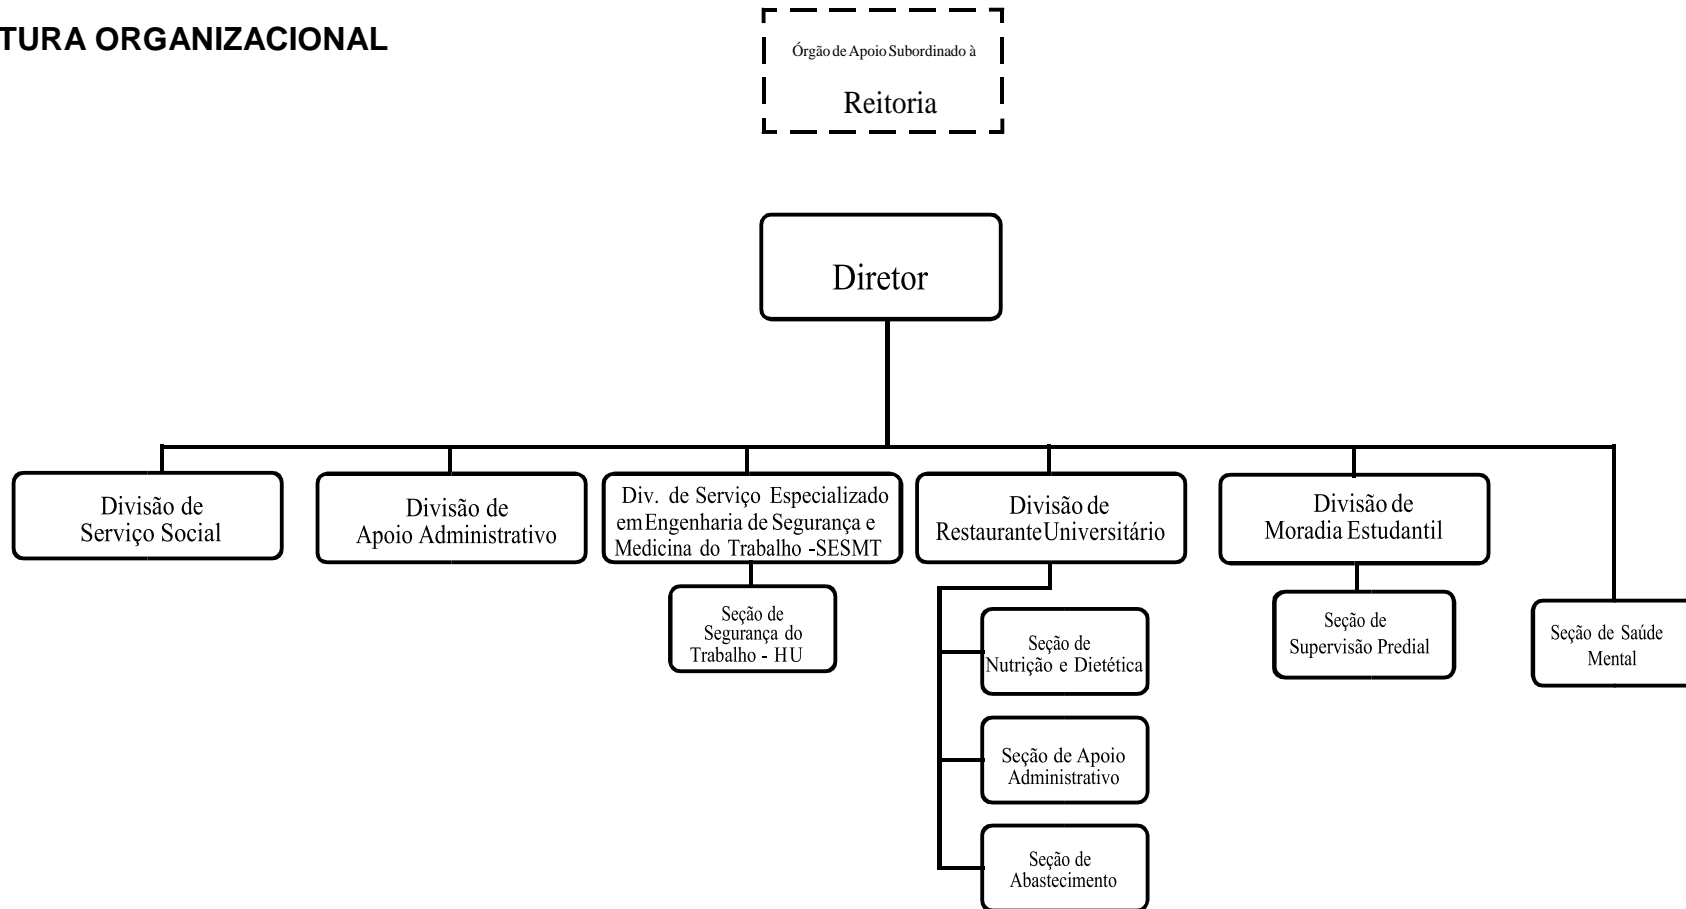 TURA ORGANIZACIONAL
Órgão de Apoio Subordinado à
Reitoria
Diretor
Divisão de
Serviço Social
Divisão de
Apoio Administrativo
Div. de Serviço Especializado
em Engenharia de Segurança e
Medicina do Trabalho -SESMT
Divisão de
Restaurante Universitário
Divisão de
Moradia Estudantil
Seção de
Segurança do
Trabalho - HU
Seção de
Nutrição e Dietética
Seção de Apoio
Administrativo
Seção de
Abastecimento
Seção de
Supervisão Predial
Seção de Saúde
Mental